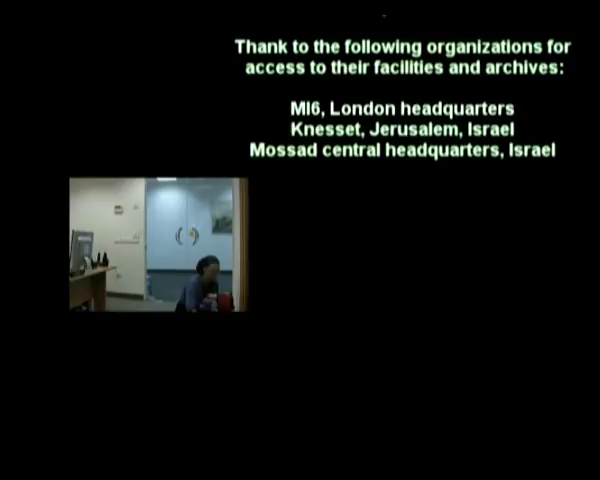 Thank to the following organizations for
access to their facilities and archives:
MI6, London headquarters
Knesset, Jerusalem, Israel
Mossad central headquarters, Israel